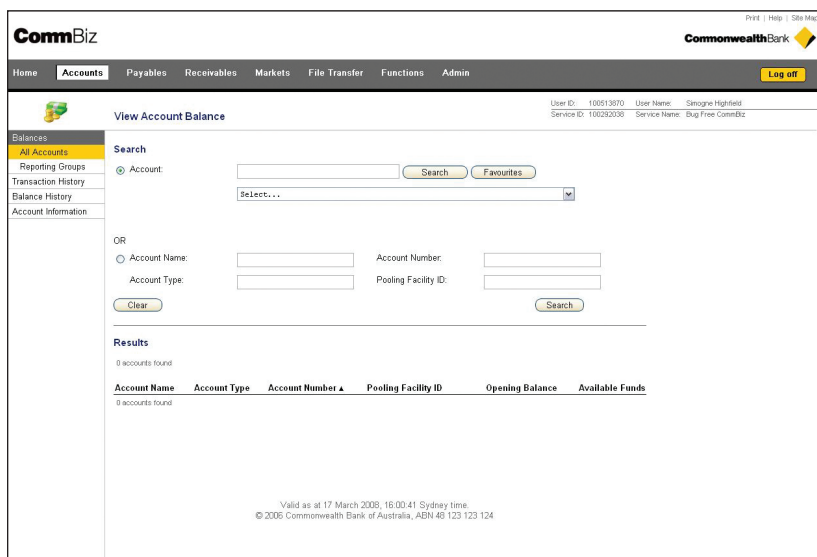 Print | Help | Site Map
CommBiz
CommonwealthBank
Home Accounts Payables Receivables Markets File Transfer Functions Admin Log off
User ID: 100513870 User Name: Simogne Highfield
View Account Balance
Service ID: 100292038 Service Name: Bug Free CommBiz
Balances
All Accounts
Reporting Groups
Transaction History
Balance History
Account Information
Search
Account: Search Favourites
Select...
OR
Account Name: Account Number:
Account Type: Pooling Facility ID:
Clear Search
Results
0 accounts found
Account Name Account Type Account Number ▲ Pooling Facility ID Opening Balance Available Funds
0 accounts found
Valid as at 17 March 2008, 16:00:41 Sydney time.
© 2006 Commonwealth Bank of Australia, ABN 48 123 123 124